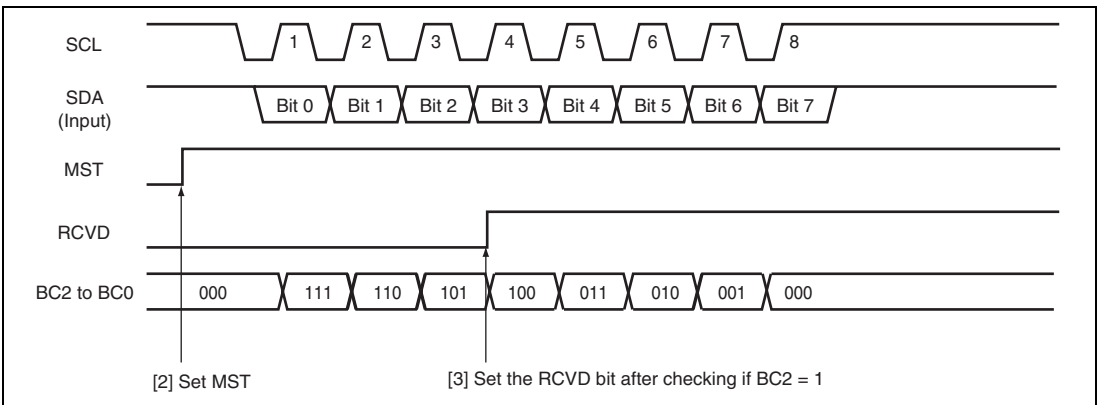 SCL 1 2 3 4 5 6 7 8
SDA
(Input) Bit 0 Bit 1 Bit 2 Bit 3 Bit 4 Bit 5 Bit 6 Bit 7
MST
RCVD
BC2 to BC0 000 111 110 101 100 011 010 001 000
[2] Set MST [3] Set the RCVD bit after checking if BC2 = 1